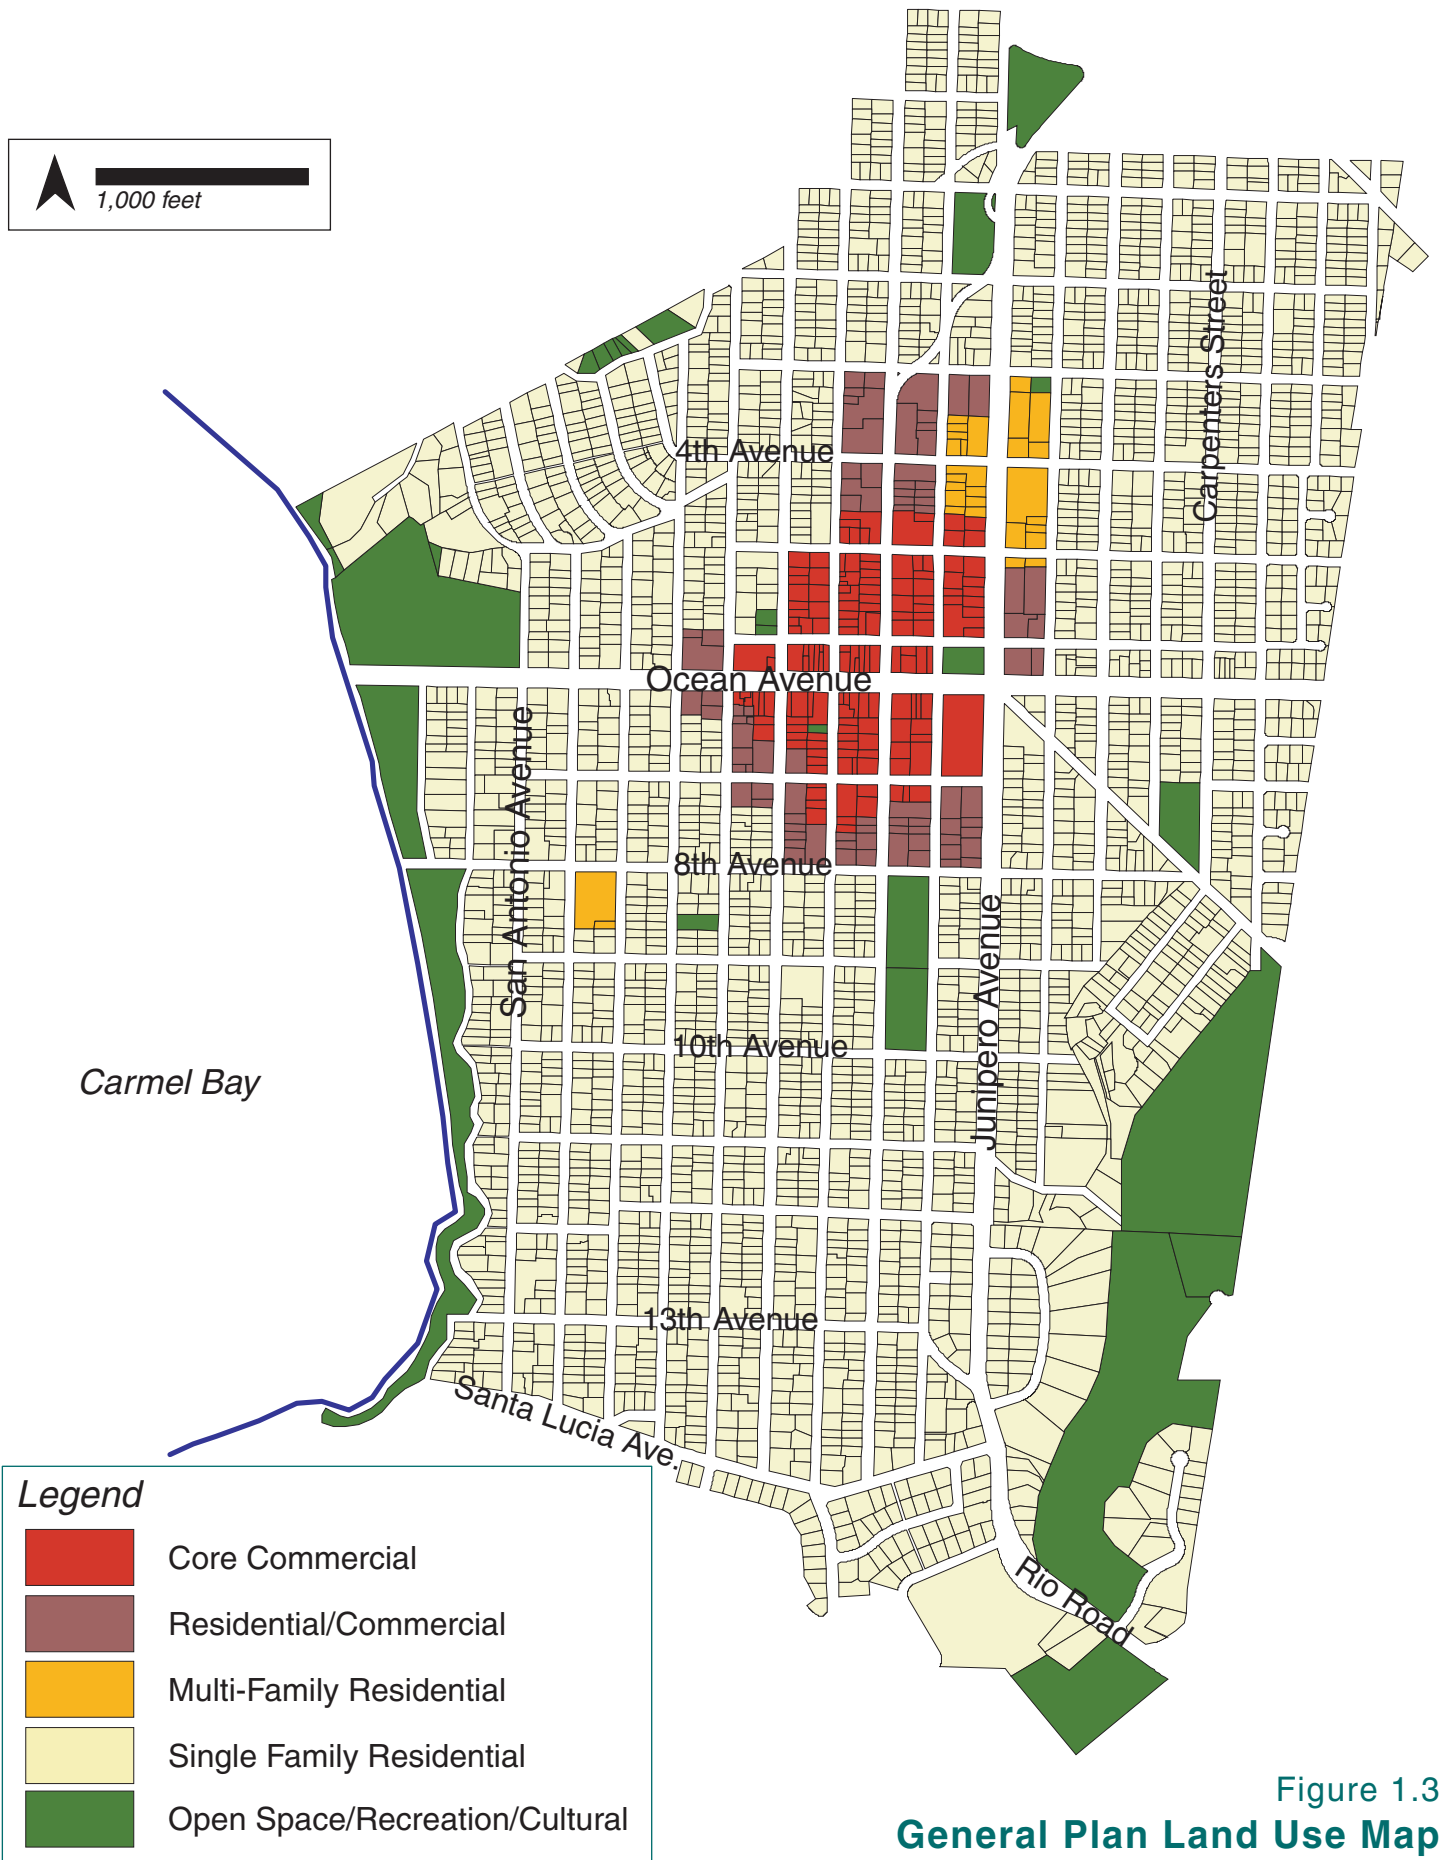 1,000 feet
Carpenters Street
4th Avenue
Ocean Avenue
San Antonio Avenue
8th Avenue
Junipero Avenue
10th Avenue
Carmel Bay
13th Avenue
Santa Lucia Ave.
Rio Road
Legend
Core Commercial
Residential/Commercial
Multi-Family Residential
Single Family Residential
Open Space/Recreation/Cultural
Figure 1.3
General Plan Land Use Map